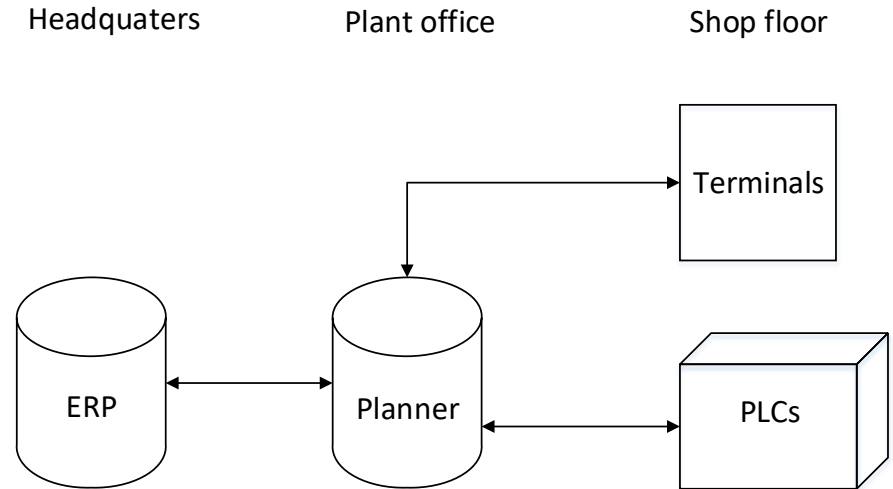 Headquaters
Plant office
Shop floor
Terminals
ERP
Planner
PLCs